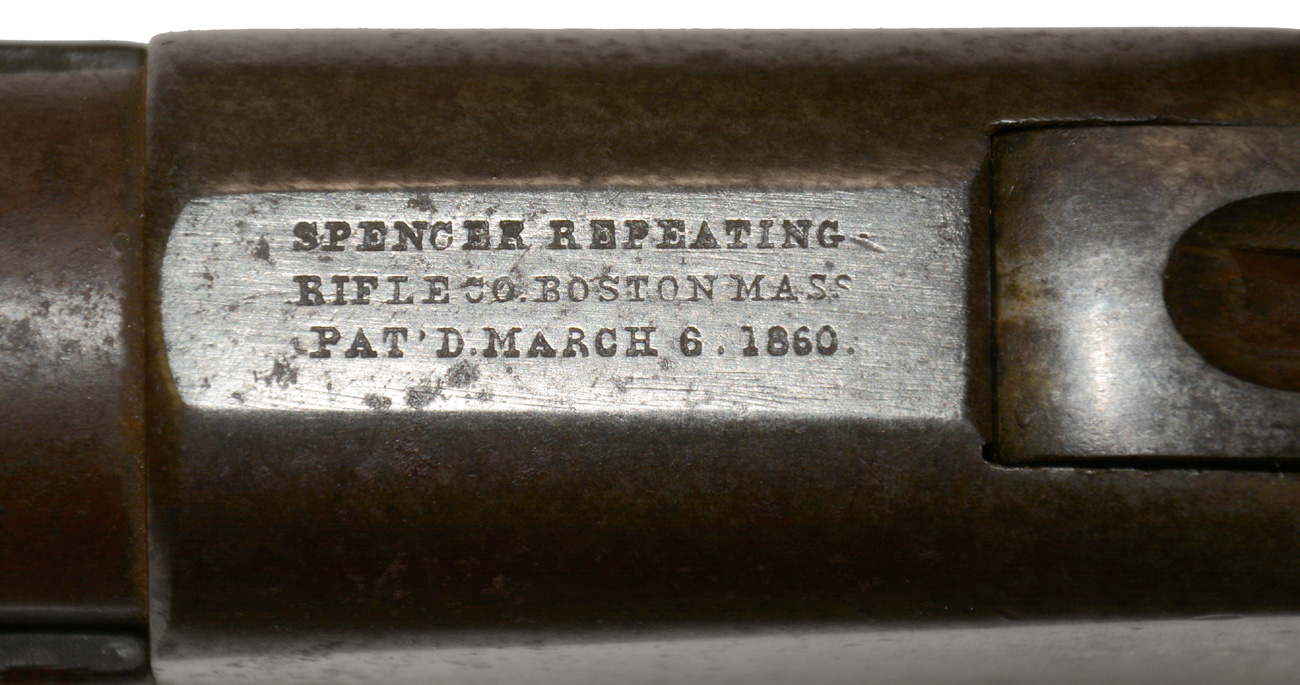 SPENCER REPEATING-
RIFLE CO. BOSTON MASS
PAT'D. MARCH 6. 1860.